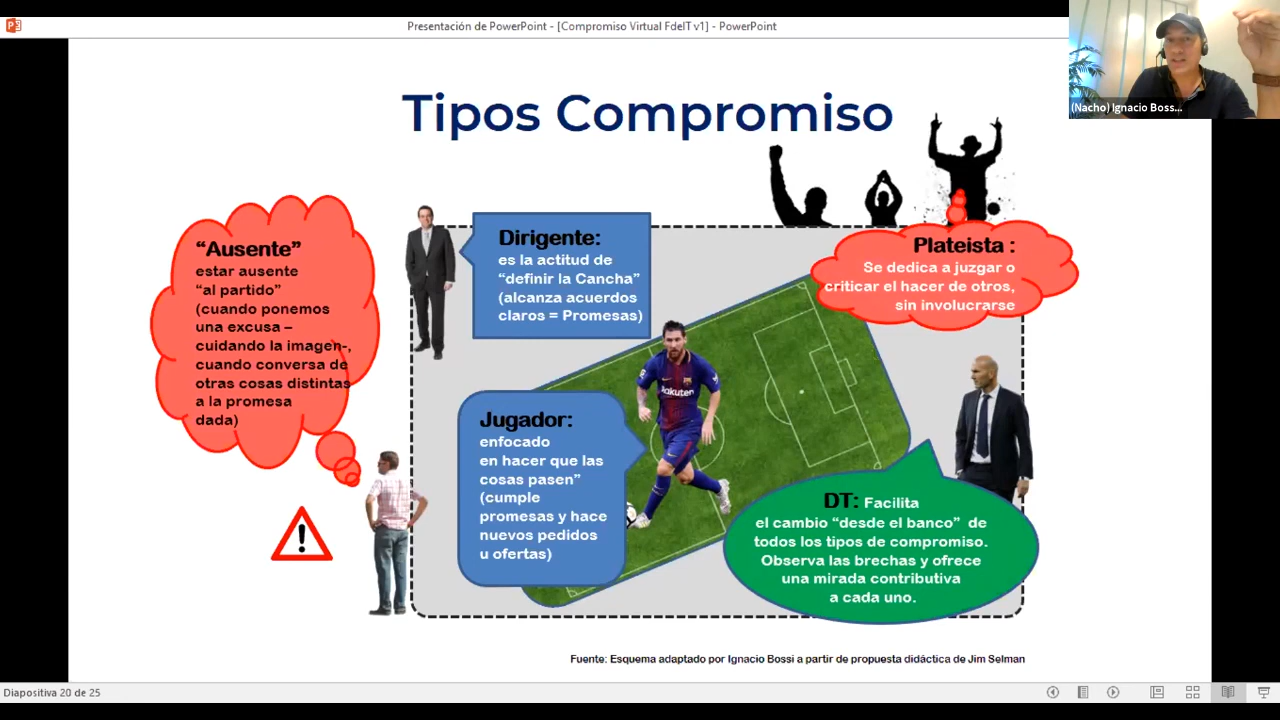 Presentación de PowerPoint - [Compromiso Virtual FdeIT v1] - PowerPoint
(Nacho) Ignacio Boss...
Tipos Compromiso
“Ausente”
estar ausente
“al partido”
(cuando ponemos
una excusa –
cuidando la imagen-,
cuando conversa de
otras cosas distintas
a la promesa
dada)
Dirigente:
es la actitud de
“definir la Cancha”
(alcanza acuerdos
claros = Promesas)
Plateista :
Se dedica a juzgar o
criticar el hacer de otros,
sin involucrarse
Jugador:
enfocado
en hacer que las
cosas pasen”
(cumple
promesas y hace
nuevos pedidos
u ofertas)
Rakuten
DT: Facilita
el cambio “desde el banco” de
todos los tipos de compromiso.
Observa las brechas y ofrece
una mirada contributiva
a cada uno.
!
Fuente: Esquema adaptado por Ignacio Bossi a partir de propuesta didáctica de Jim Selman
Diapositiva 20 de 25